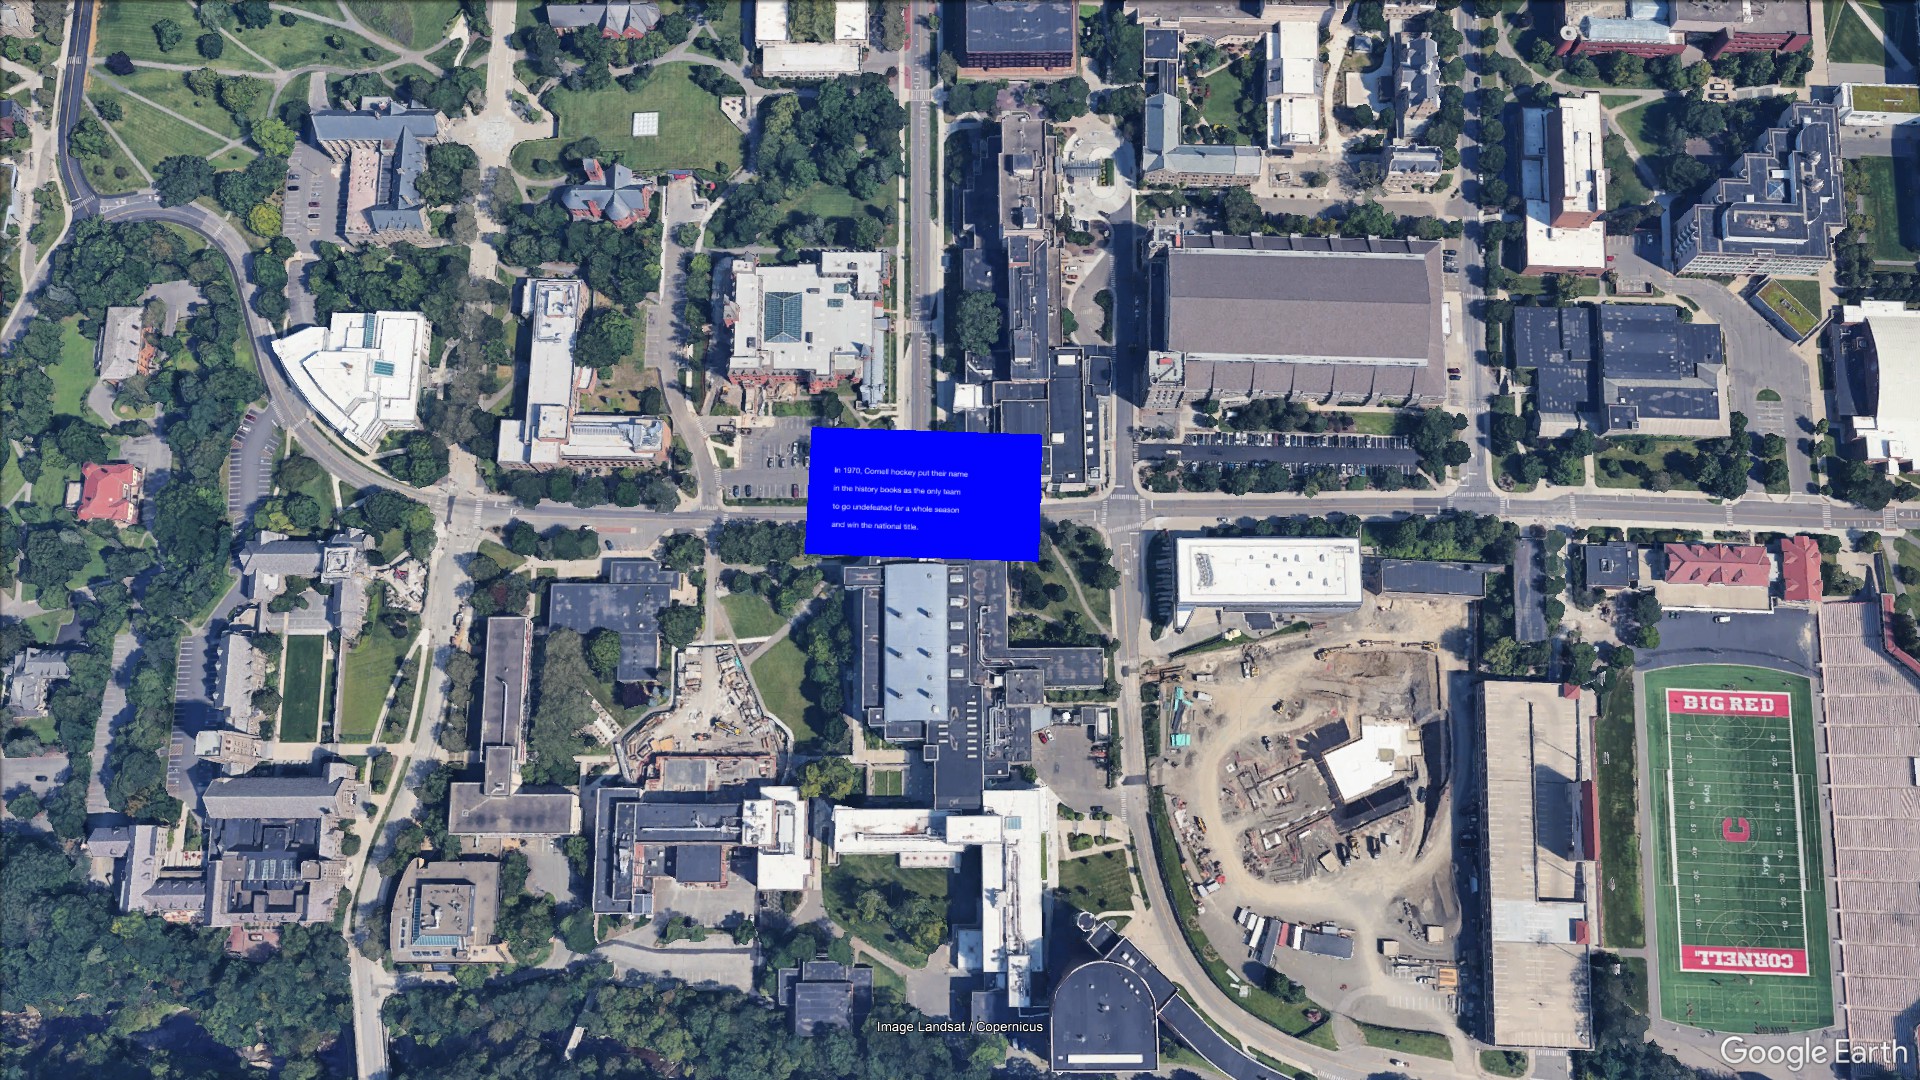 In 1970, Cornell hockey put their name
in the history books as the only team
to go undefeated for a whole season
and win the national title.
BIG RED
C
CORNELL
Image Landsat / Copernicus
Google Earth